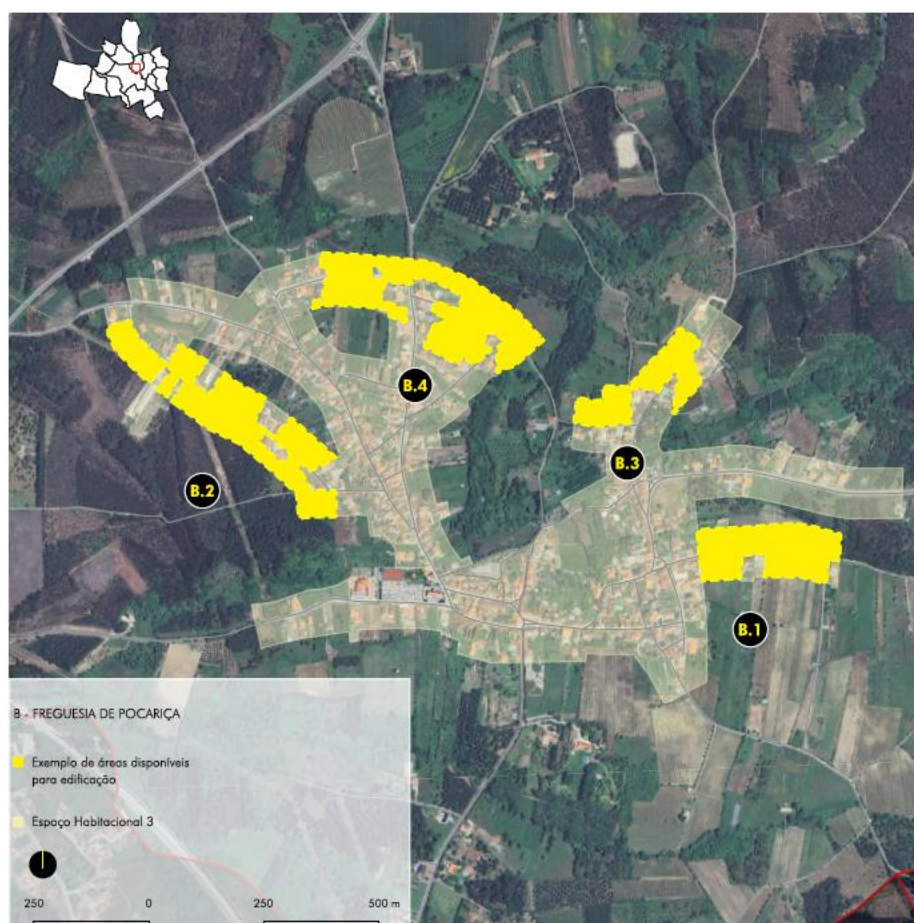 B.4
B.3
B.2
B.1
B - FREGUESIA DE POCARIÇA
Exemplo de áreas disponíveis
para edificação
Espaço Habitacional 3
250 0 250 500 m